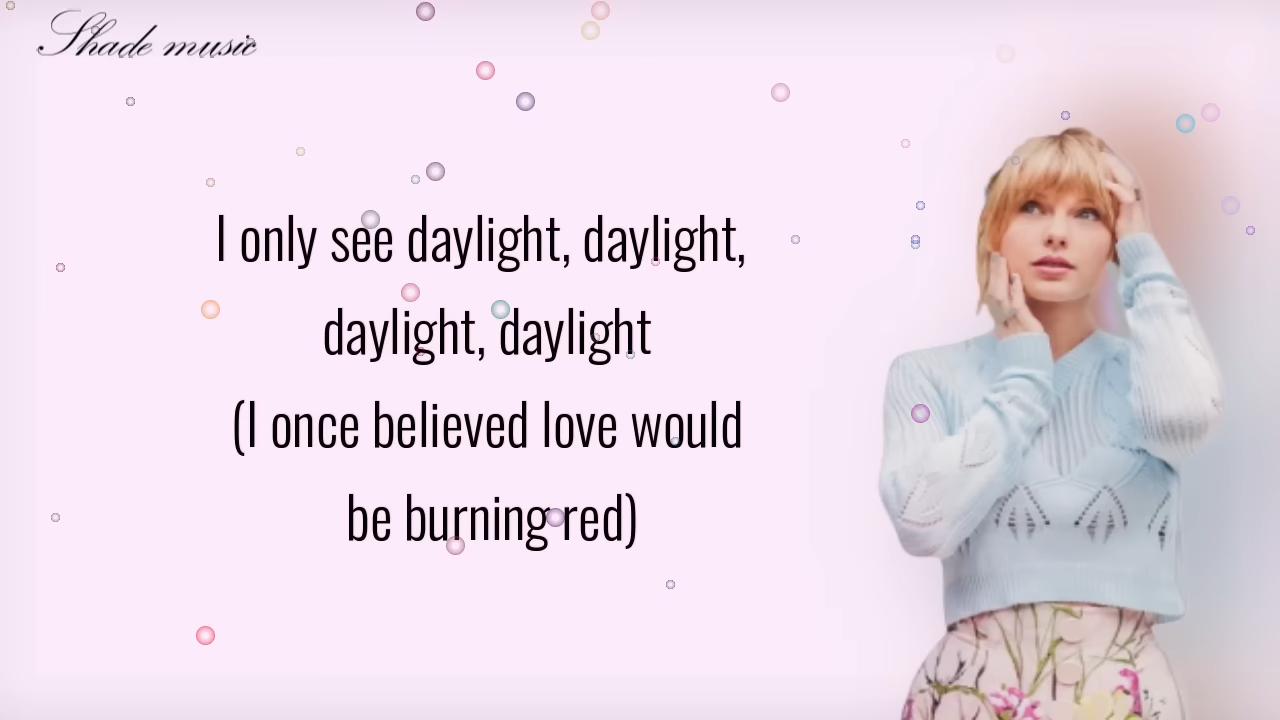 Shade music
I only see daylight, daylight,
daylight, daylight
(I once believed love would
be burning red)